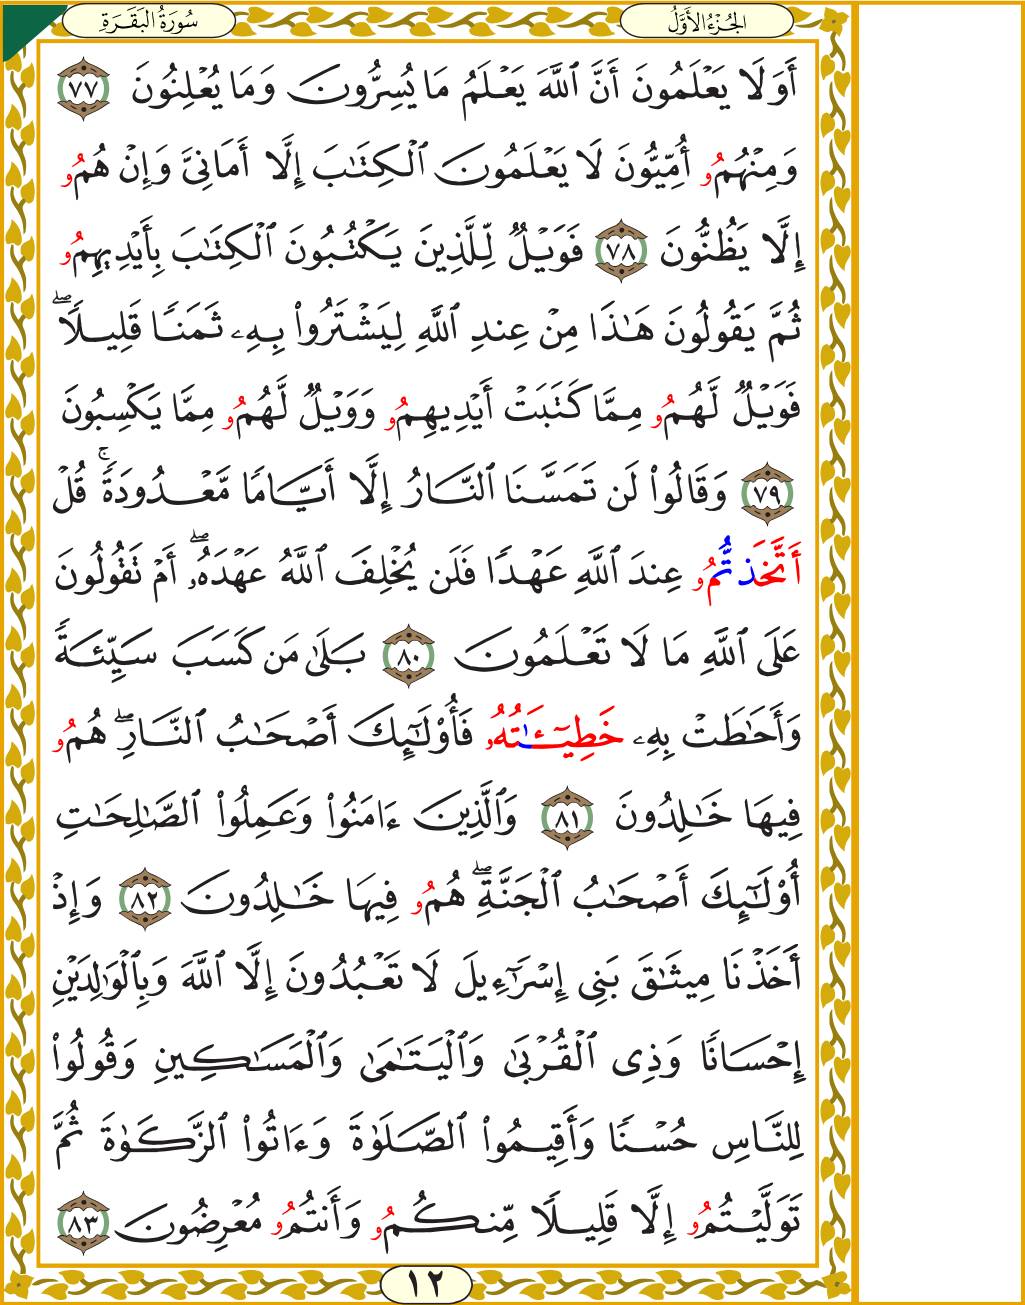 الجُزْءُ الأَوَّلُ
سُورَةُ البَقَرَةِ
أَوَلَا يَعْلَمُونَ أَنَّ ٱللَّهَ يَعْلَمُ مَا يُسِرُّونَ وَمَا يُعْلِنُونَ ٧٧
وَمِنْهُمُو أُمِّيُّونَ لَا يَعْلَمُونَ ٱلْكِتَٰبَ إِلَّا أَمَانِيَّ وَإِنْ هُمُو
إِلَّا يَظُنُّونَ ٧٨ فَوَيْلٌ لِّلَّذِينَ يَكْتُبُونَ ٱلْكِتَٰبَ بِأَيْدِيهِمُو
ثُمَّ يَقُولُونَ هَٰذَا مِنْ عِندِ ٱللَّهِ لِيَشْتَرُوا۟ بِهِۦ ثَمَنًا قَلِيلًا ۖ
فَوَيْلٌ لَّهُمُو مِمَّا كَتَبَتْ أَيْدِيهِمُو وَوَيْلٌ لَّهُمُو مِمَّا يَكْسِبُونَ
٧٩ وَقَالُوا۟ لَن تَمَسَّنَا ٱلنَّارُ إِلَّا أَيَّامًا مَّعْدُودَةً ۚ قُلْ
أَتَّخَذتُّمُو عِندَ ٱللَّهِ عَهْدًا فَلَن يُخْلِفَ ٱللَّهُ عَهْدَهُۥ ۖ أَمْ تَقُولُونَ
عَلَى ٱللَّهِ مَا لَا تَعْلَمُونَ ٨٠ بَلَىٰ مَن كَسَبَ سَيِّئَةً
وَأَحَٰطَتْ بِهِۦ خَطِيٓـَٰٔتُهُۥ فَأُو۟لَٰٓئِكَ أَصْحَٰبُ ٱلنَّارِ ۖ هُمُو
فِيهَا خَٰلِدُونَ ٨١ وَٱلَّذِينَ ءَامَنُوا۟ وَعَمِلُوا۟ ٱلصَّٰلِحَٰتِ
أُو۟لَٰٓئِكَ أَصْحَٰبُ ٱلْجَنَّةِ ۖ هُمُو فِيهَا خَٰلِدُونَ ٨٢ وَإِذْ
أَخَذْنَا مِيثَٰقَ بَنِي إِسْرَٰٓءِيلَ لَا تَعْبُدُونَ إِلَّا ٱللَّهَ وَبِٱلْوَٰلِدَيْنِ
إِحْسَانًا وَذِي ٱلْقُرْبَىٰ وَٱلْيَتَٰمَىٰ وَٱلْمَسَٰكِينِ وَقُولُوا۟
لِلنَّاسِ حُسْنًا وَأَقِيمُوا۟ ٱلصَّلَوٰةَ وَءَاتُوا۟ ٱلزَّكَوٰةَ ثُمَّ
تَوَلَّيْتُمُو إِلَّا قَلِيلًا مِّنكُمُو وَأَنتُمُو مُعْرِضُونَ ٨٣
١٢